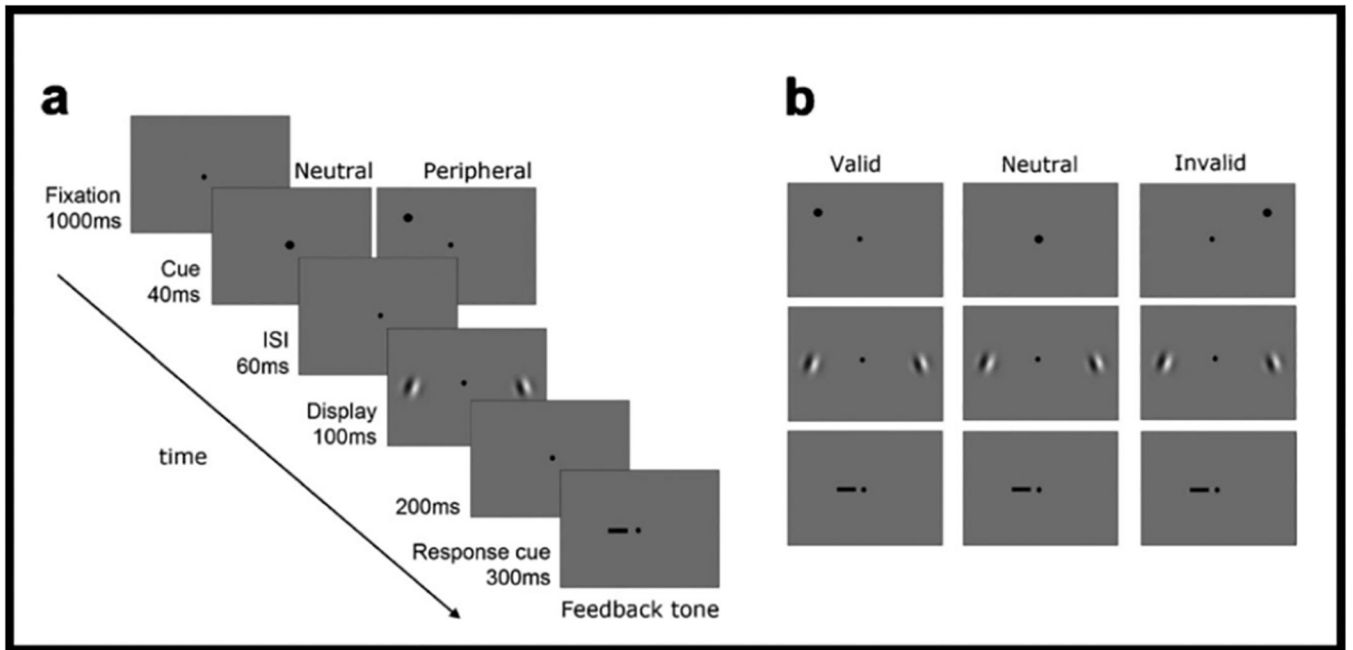 a
Neutral
Peripheral
Fixation
1000ms
Cue
40ms
ISI
60ms
Display
100ms
time
200ms
Response cue
300ms
Feedback tone
b
Valid
Neutral
Invalid